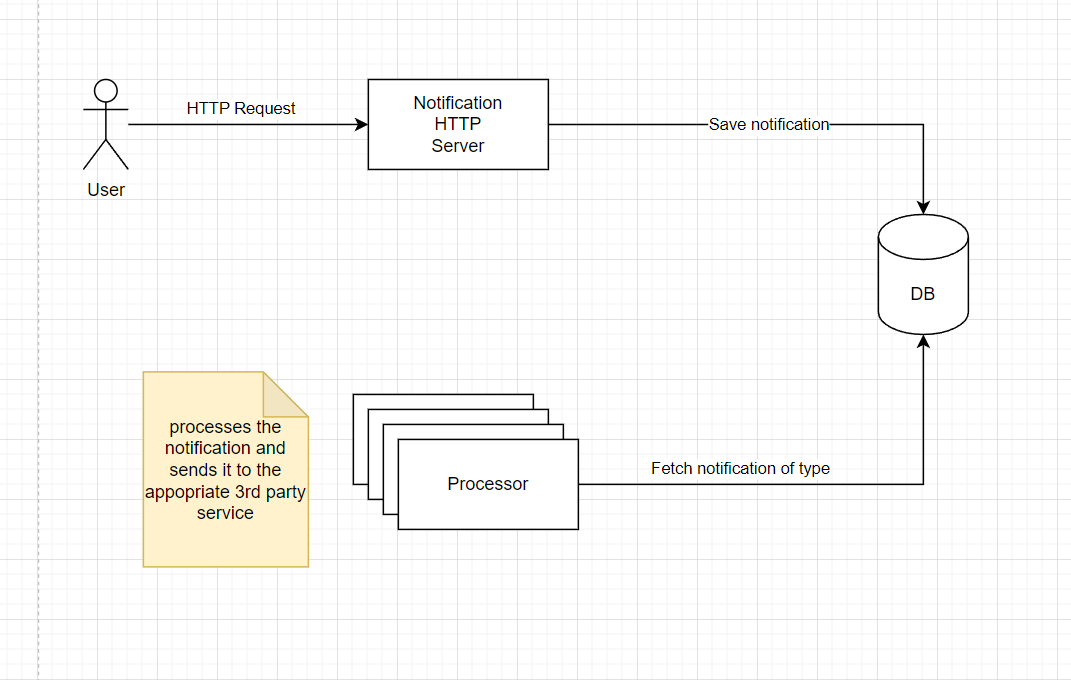 HTTP Request
Notification
HTTP
Server
Save notification
User
DB
processes the
notification and
sends it to the
appopriate 3rd party
service
Processor
Fetch notification of type